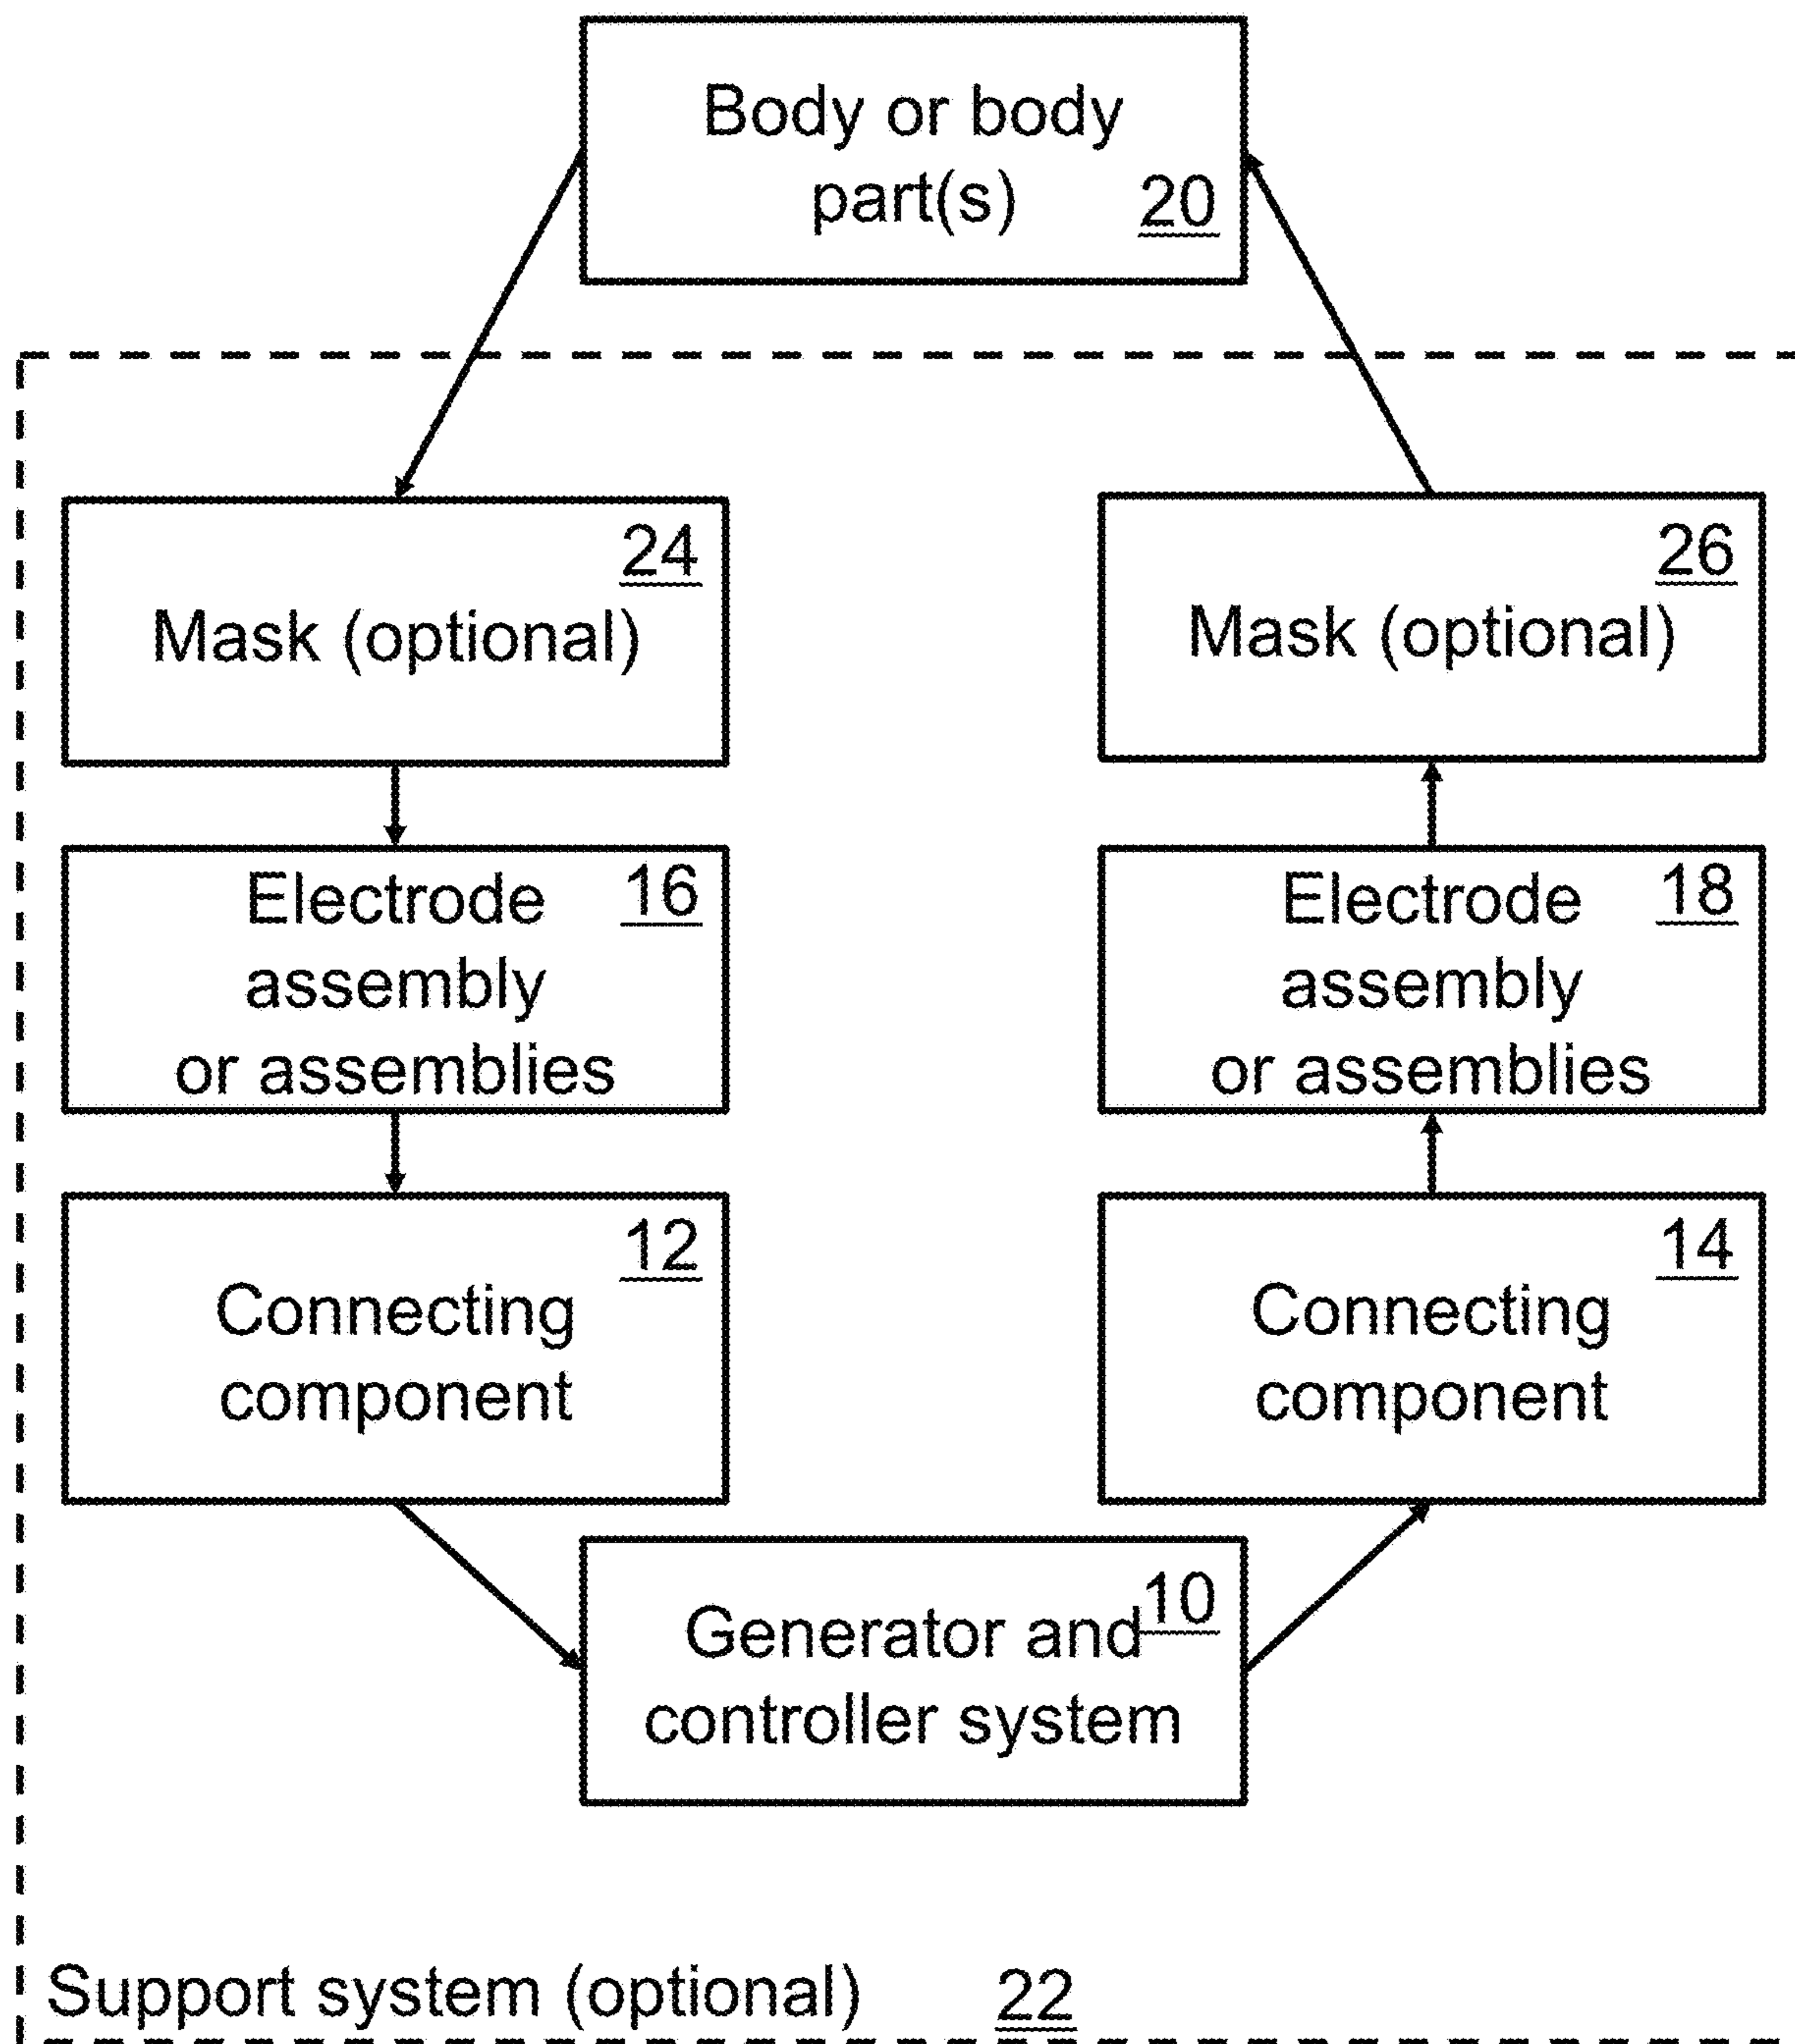 Body or body
part(s) 20
24
Mask (optional)
26
Mask (optional)
Electrode 16
assembly
or assemblies
Electrode 18
assembly
or assemblies
12
Connecting
component
14
Connecting
component
Generator and 10
controller system
Support system (optional) 22